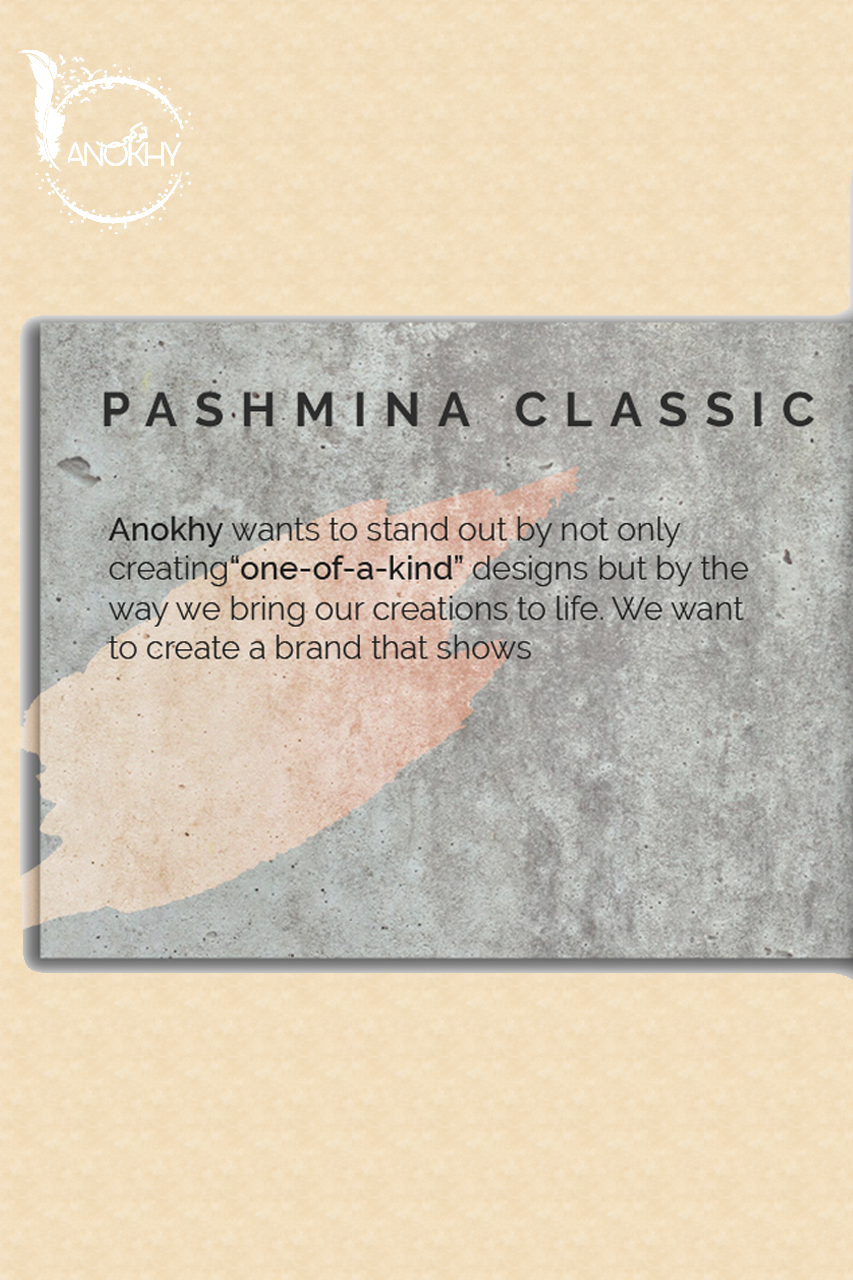 ANOKHY
PASHMINA CLASSIC
Anokhy wants to stand out by not only
creating“one-of-a-kind” designs but by the
way we bring our creations to life. We want
to create a brand that shows